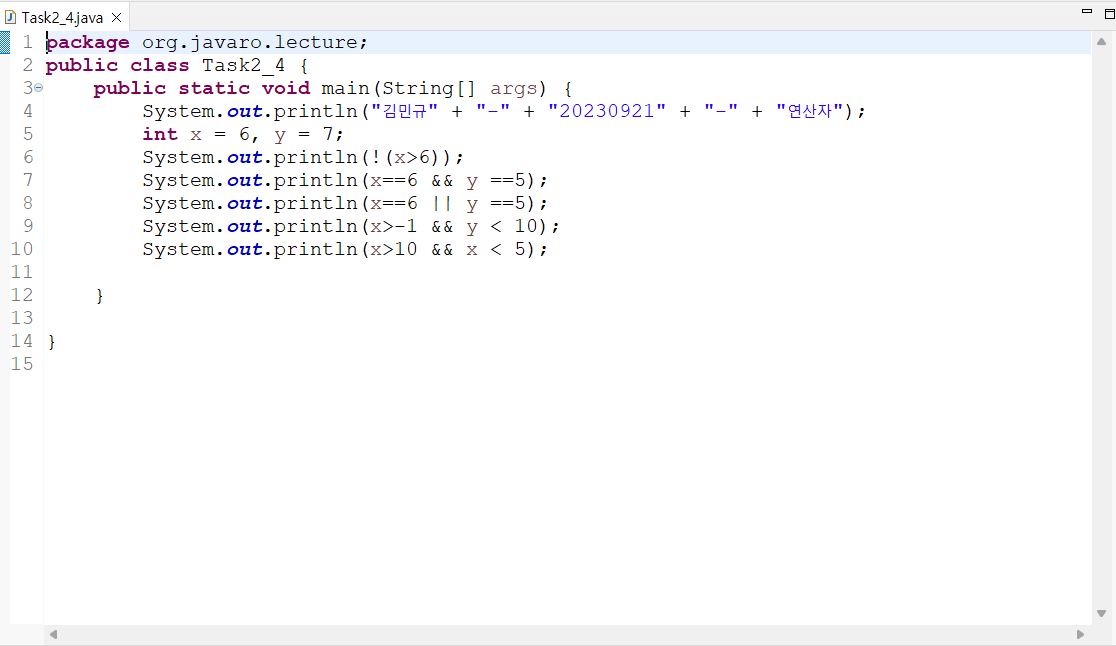 Task2_4.java
1 package org.javaro.lecture;
2 public class Task2_4 {
3 public static void main(String[] args) {
4 System.out.println("김민규" + "-" + "20230921" + "-" + "연산자");
5 int x = 6, y = 7;
6 System.out.println(!(x>6));
7 System.out.println(x==6 && y ==5);
8 System.out.println(x==6 || y ==5);
9 System.out.println(x>-1 && y < 10);
10 System.out.println(x>10 && x < 5);
11
12 }
13
14 }
15